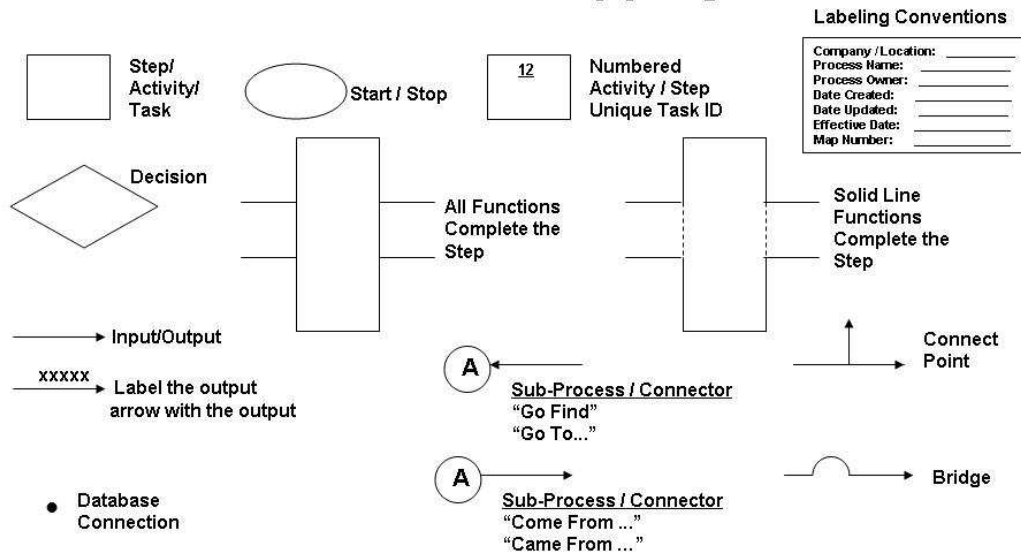 Labeling Conventions
Company / Location:
Process Name:
Process Owner:
Date Created:
Date Updated:
Effective Date:
Map Number:
Step/
Activity/
Task
Start / Stop
12
Numbered
Activity / Step
Unique Task ID
Decision
All Functions
Complete the
Step
Solid Line
Functions
Complete the
Step
Input/Output
XXXXX
Label the output
arrow with the output
A
Sub-Process / Connector
“Go Find”
“Go To...”
Connect
Point
Database
Connection
A
Sub-Process / Connector
“Come From ...”
“Came From ...”
Bridge